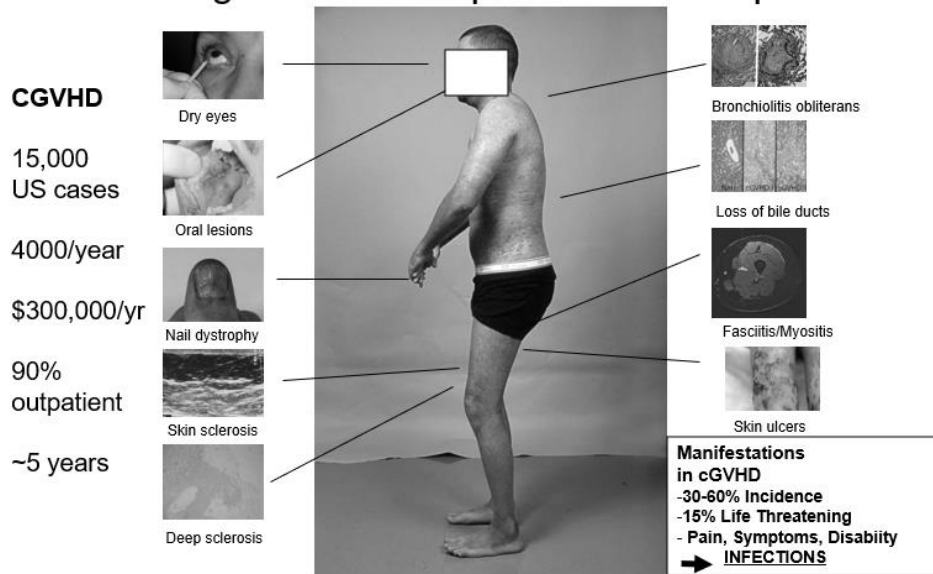 CGVHD
15,000
US cases
4000/year
$300,000/yr
90%
outpatient
~5 years
Dry eyes
Oral lesions
Nail dystrophy
Skin sclerosis
Deep sclerosis
Bronchiolitis obliterans
Loss of bile ducts
Fasciitis/Myositis
Skin ulcers
Manifestations
in cGVHD
-30-60% Incidence
-15% Life Threatening
- Pain, Symptoms, Disabiity
INFECTIONS